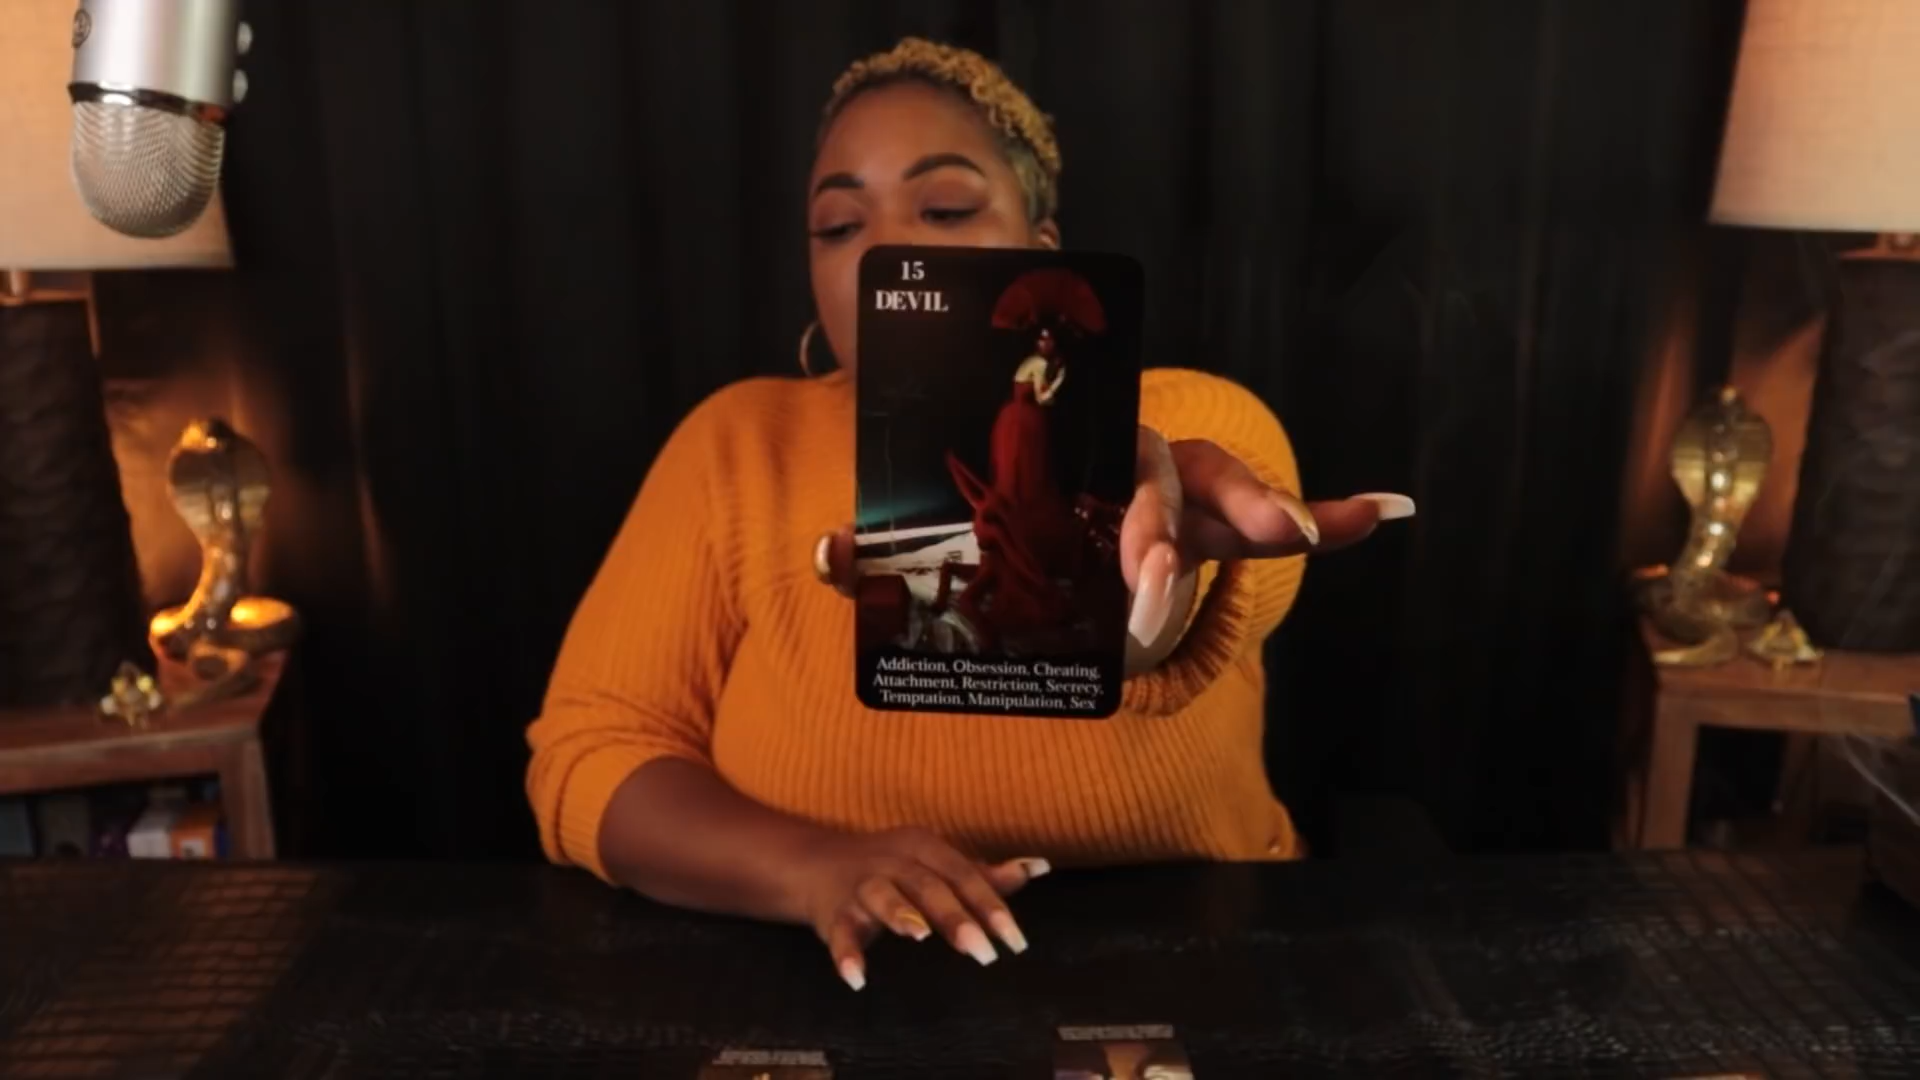 15
DEVIL
Addiction, Obsession, Cheating,
Attachment, Restriction, Secrecy,
Temptation, Manipulation, Sex